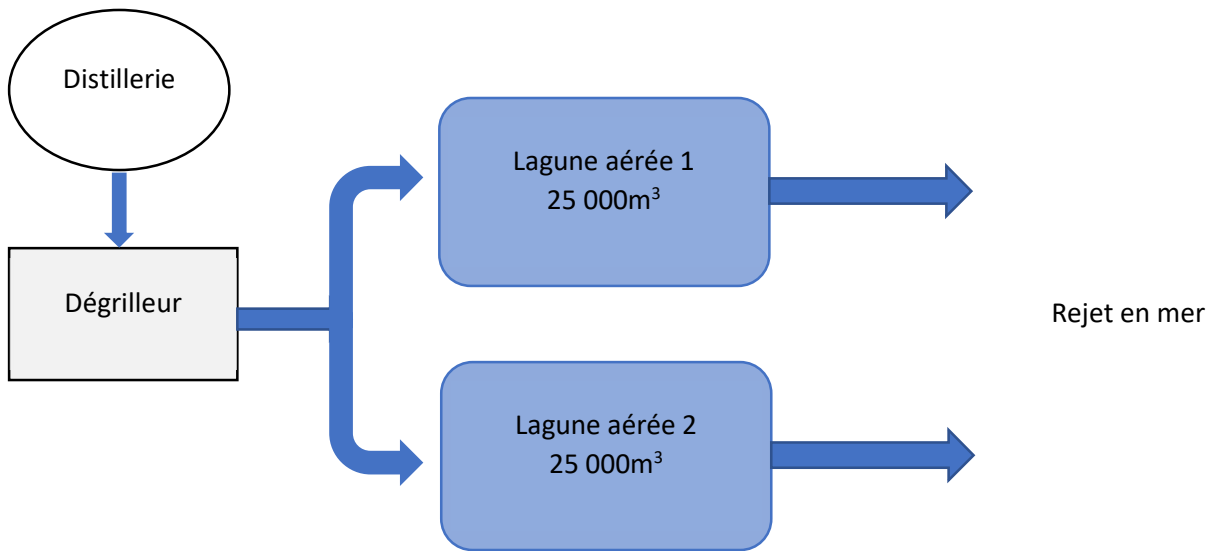 Distillerie
Dégrilleur
Lagune aérée 1
25 000m³
Lagune aérée 2
25 000m³
Rejet en mer